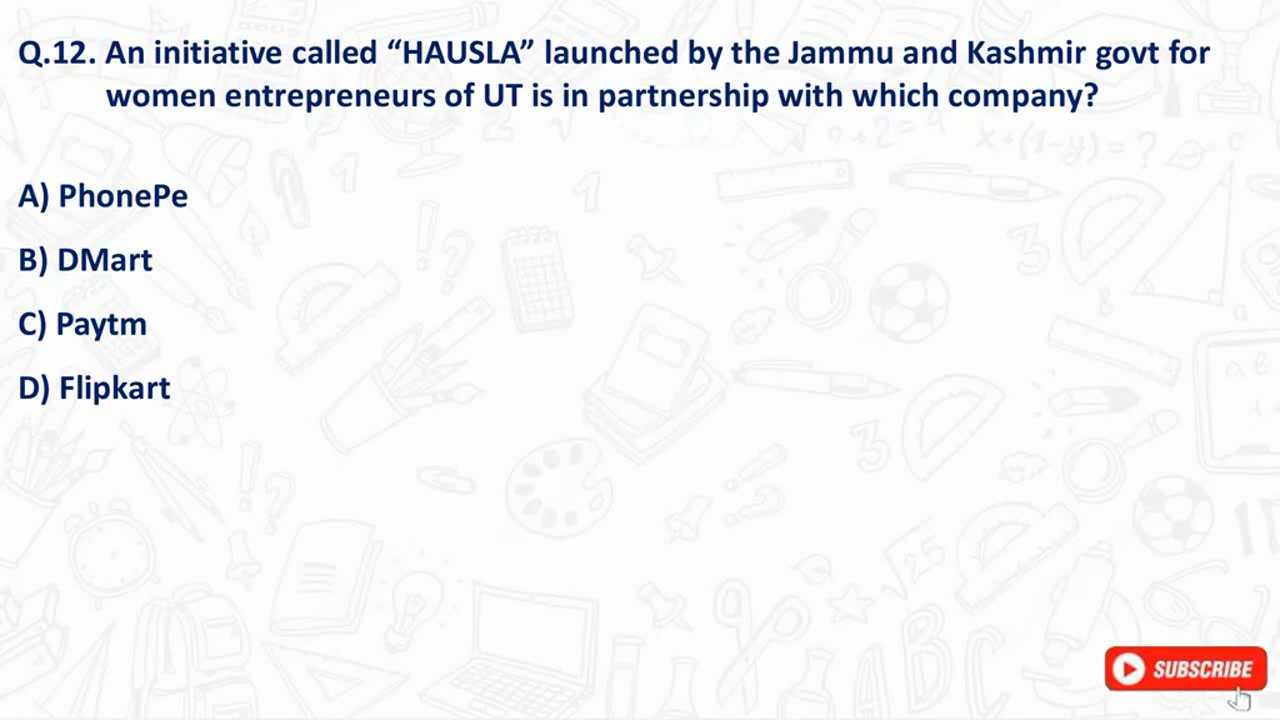 Q.12. An initiative called “HAUSLA” launched by the Jammu and Kashmir govt for
women entrepreneurs of UT is in partnership with which company?
A) PhonePe
B) DMart
C) Paytm
D) Flipkart
SUBSCRIBE